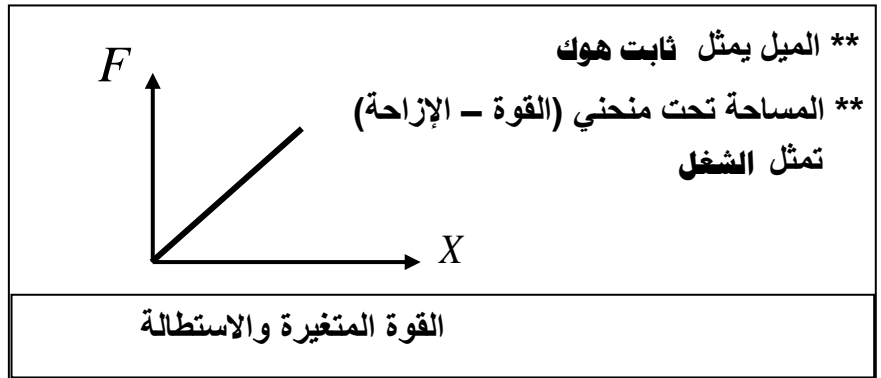 ** الميل يمثل ثابت هوك
F
** المساحة تحت منحني (القوة – الإزاحة)
تمثل الشغل
X
القوة المتغيرة والاستطالة